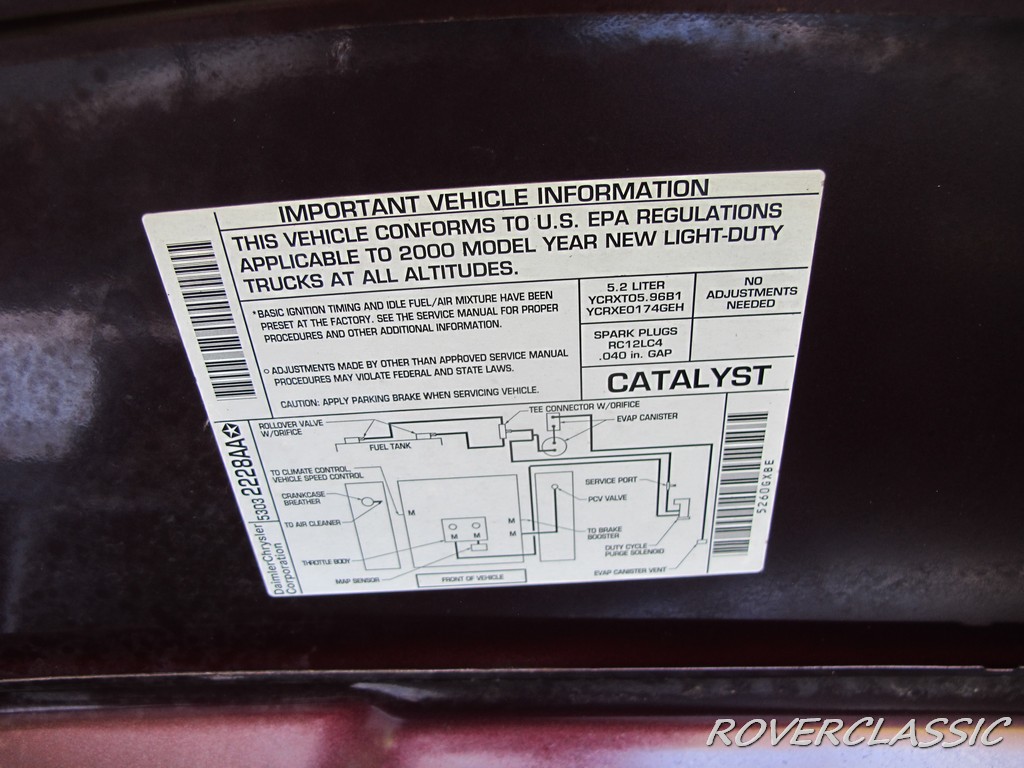 IMPORTANT VEHICLE INFORMATION
THIS VEHICLE CONFORMS TO U.S. EPA REGULATIONS
APPLICABLE TO 2000 MODEL YEAR NEW LIGHT-DUTY
TRUCKS AT ALL ALTITUDES.
*BASIC IGNITION TIMING AND IDLE FUEL/AIR MIXTURE HAVE BEEN
PRESET AT THE FACTORY. SEE THE SERVICE MANUAL FOR PROPER
PROCEDURES AND OTHER ADDITIONAL INFORMATION.
○ ADJUSTMENTS MADE BY OTHER THAN APPROVED SERVICE MANUAL
PROCEDURES MAY VIOLATE FEDERAL AND STATE LAWS.
CAUTION: APPLY PARKING BRAKE WHEN SERVICING VEHICLE.
5.2 LITER
YCRXT05.96B1
YCRXE0174GEH
NO
ADJUSTMENTS
NEEDED
SPARK PLUGS
RC12LC4
.040 in. GAP
CATALYST
ROLLOVER VALVE
W/ORIFICE
FUEL TANK
TEE CONNECTOR W/ORIFICE
EVAP CANISTER
TO CLIMATE CONTROL,
VEHICLE SPEED CONTROL
CRANKCASE
BREATHER
TO AIR CLEANER
THROTTLE BODY
MAP SENSOR
M
M
M
M
M
FRONT OF VEHICLE
SERVICE PORT
PCV VALVE
TO BRAKE
BOOSTER
DUTY CYCLE
PURGE SOLENOID
EVAP CANISTER VENT
5303 2228AA
DaimlerChrysler
Corporation
5260GXBE
ROVERCLASSIC